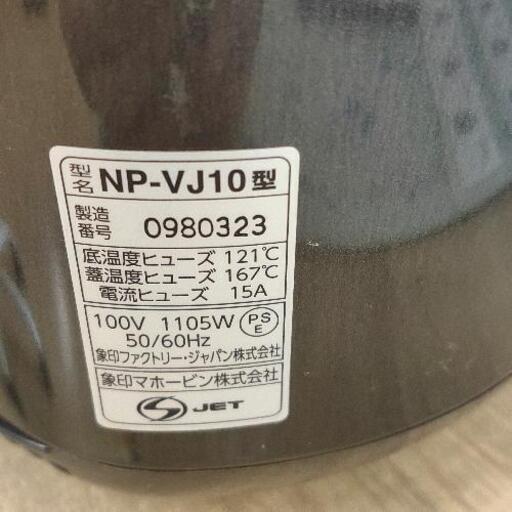 型名 NP-VJ10型
製造番号 0980323
底温度ヒューズ 121℃
蓋温度ヒューズ 167℃
電流ヒューズ 15A
100V 1105W PSE
50/60Hz
象印ファクトリー・ジャパン株式会社
象印マホービン株式会社
JET